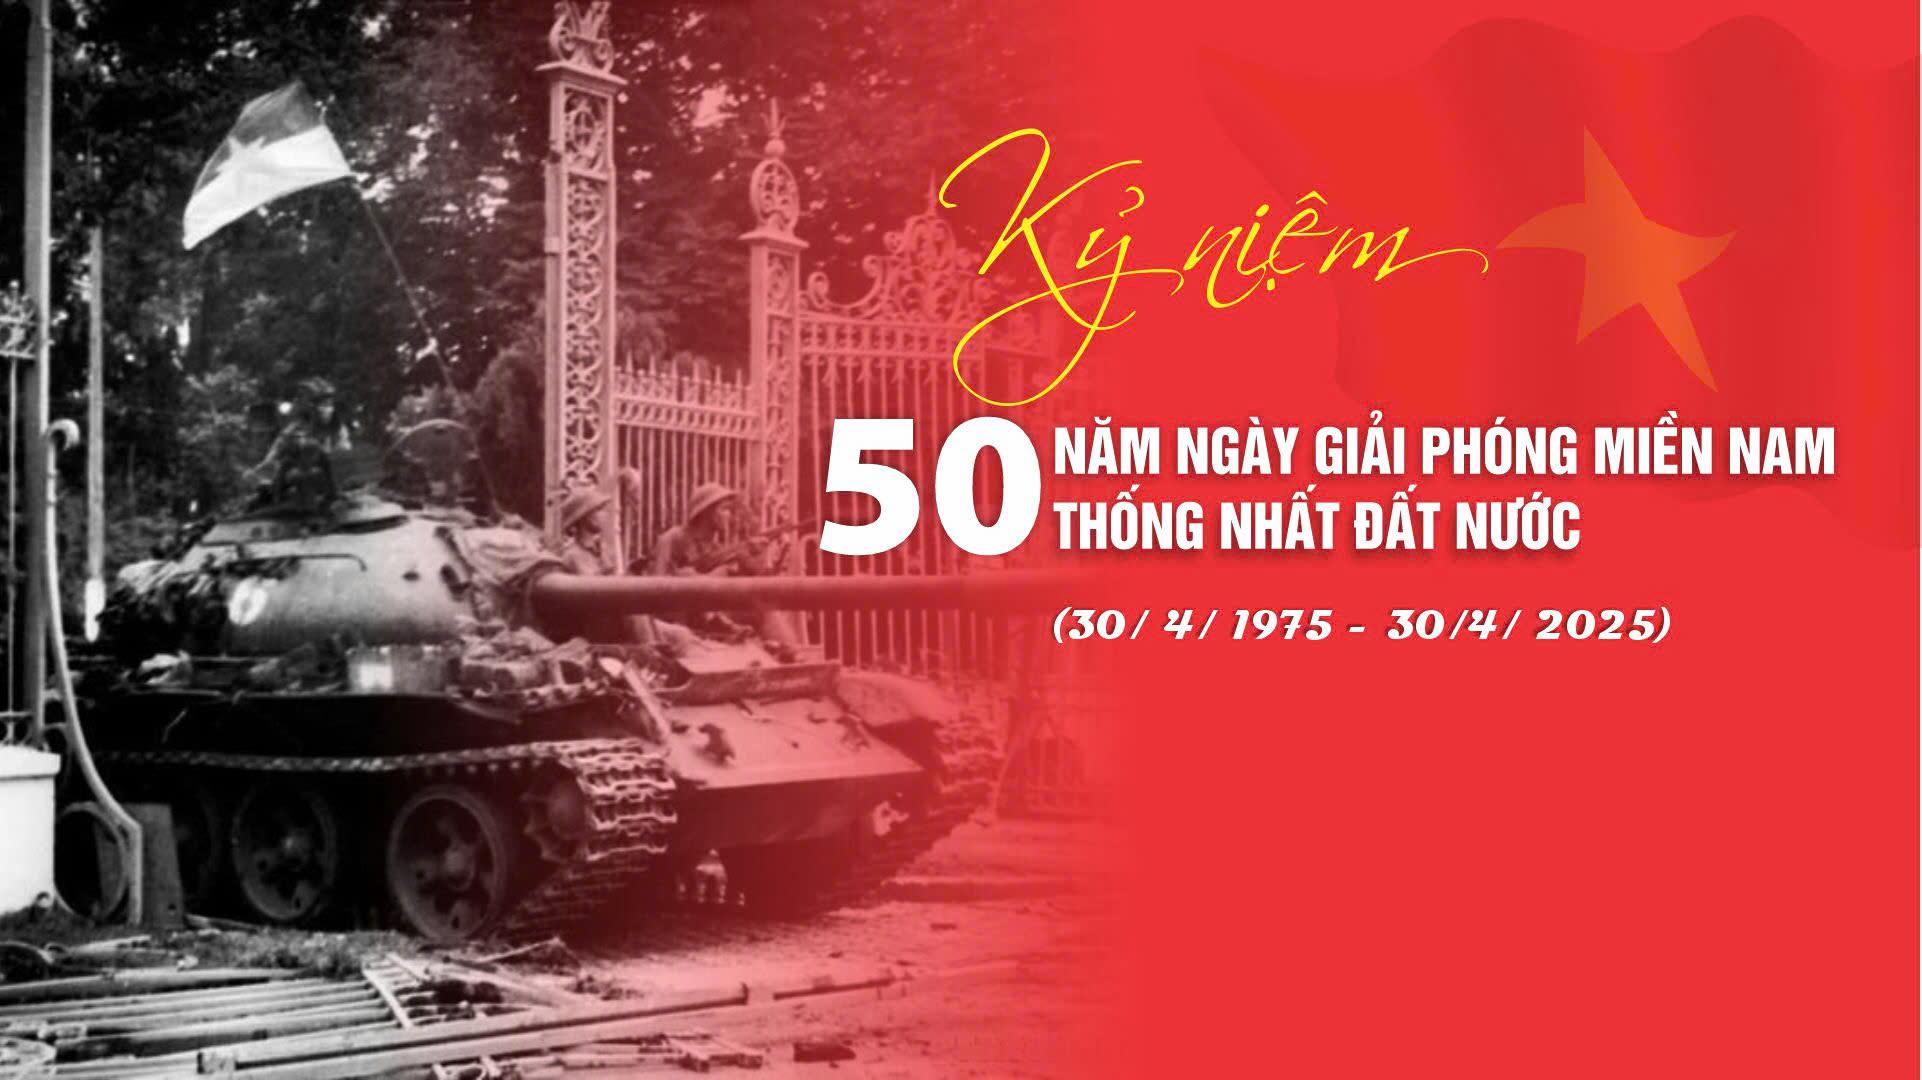 Kỷ niệm
50 NĂM NGÀY GIẢI PHÓNG MIỀN NAM
THỐNG NHẤT ĐẤT NƯỚC
(30/ 4/ 1975 - 30/4/ 2025)